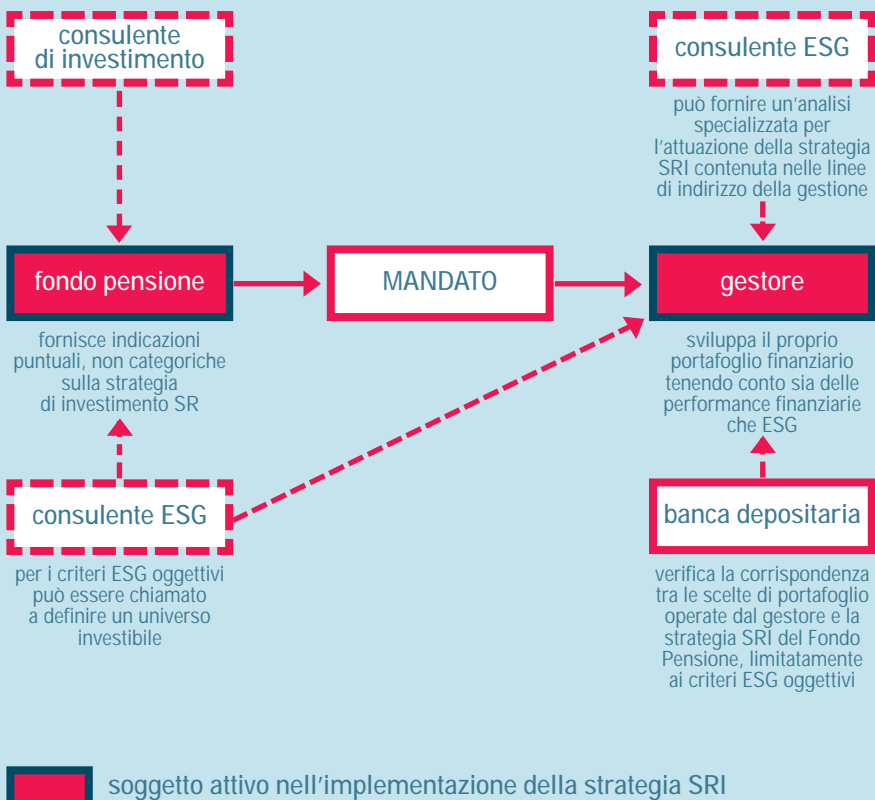 consulente
di investimento
consulente ESG
può fornire un'analisi
specializzata per
l'attuazione della strategia
SRI contenuta nelle linee
di indirizzo della gestione
fondo pensione
MANDATO
gestore
fornisce indicazioni
puntuali, non categoriche
sulla strategia
di investimento SR
sviluppa il proprio
portafoglio finanziario
tenendo conto sia delle
performance finanziarie
che ESG
consulente ESG
banca depositaria
per i criteri ESG oggettivi
può essere chiamato
a definire un universo
investibile
verifica la corrispondenza
tra le scelte di portafoglio
operate dal gestore e la
strategia SRI del Fondo
Pensione, limitatamente
ai criteri ESG oggettivi
soggetto attivo nell'implementazione della strategia SRI